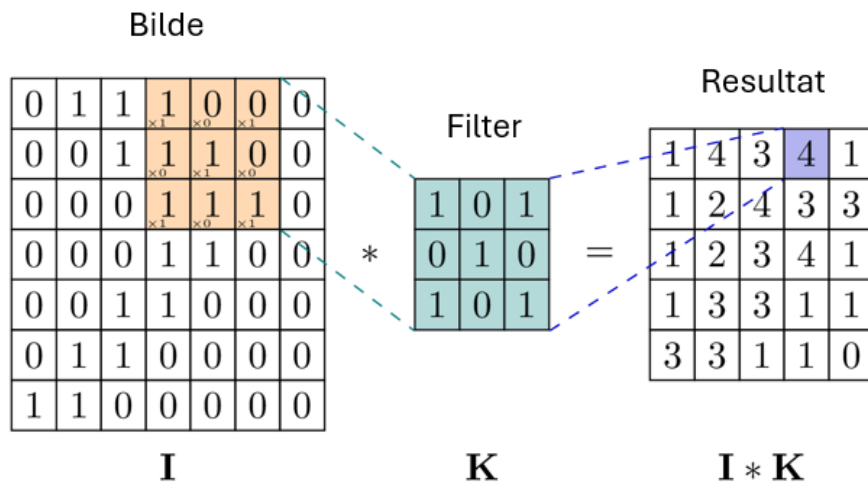 Bilde
Filter
Resultat
0 1 1 1 0 0 0
×1 ×0 ×1
0 0 1 1 1 0 0
×0 ×1 ×0
0 0 0 1 1 1 0
×1 ×0 ×1
0 0 0 1 1 0 0
0 0 1 1 0 0 0
0 1 1 0 0 0 0
1 1 0 0 0 0 0
*
1 0 1
0 1 0
1 0 1
=
1 4 3 4 1
1 2 4 3 3
1 2 3 4 1
1 3 3 1 1
3 3 1 1 0
I
K
I * K